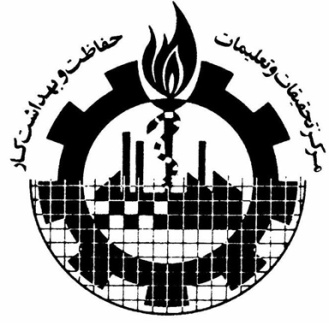 مرکز تحقیقات و تعلیمات
حفاظت و بهداشت کار